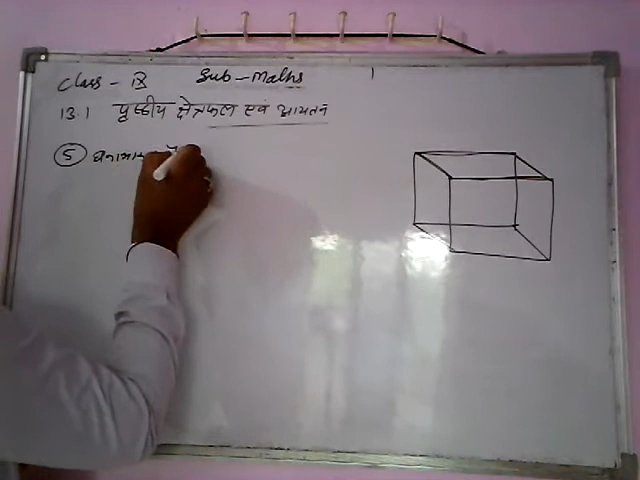 Class - IX Sub-Maths
13.1 पृष्ठीय क्षेत्रफल एवं आयतन
5